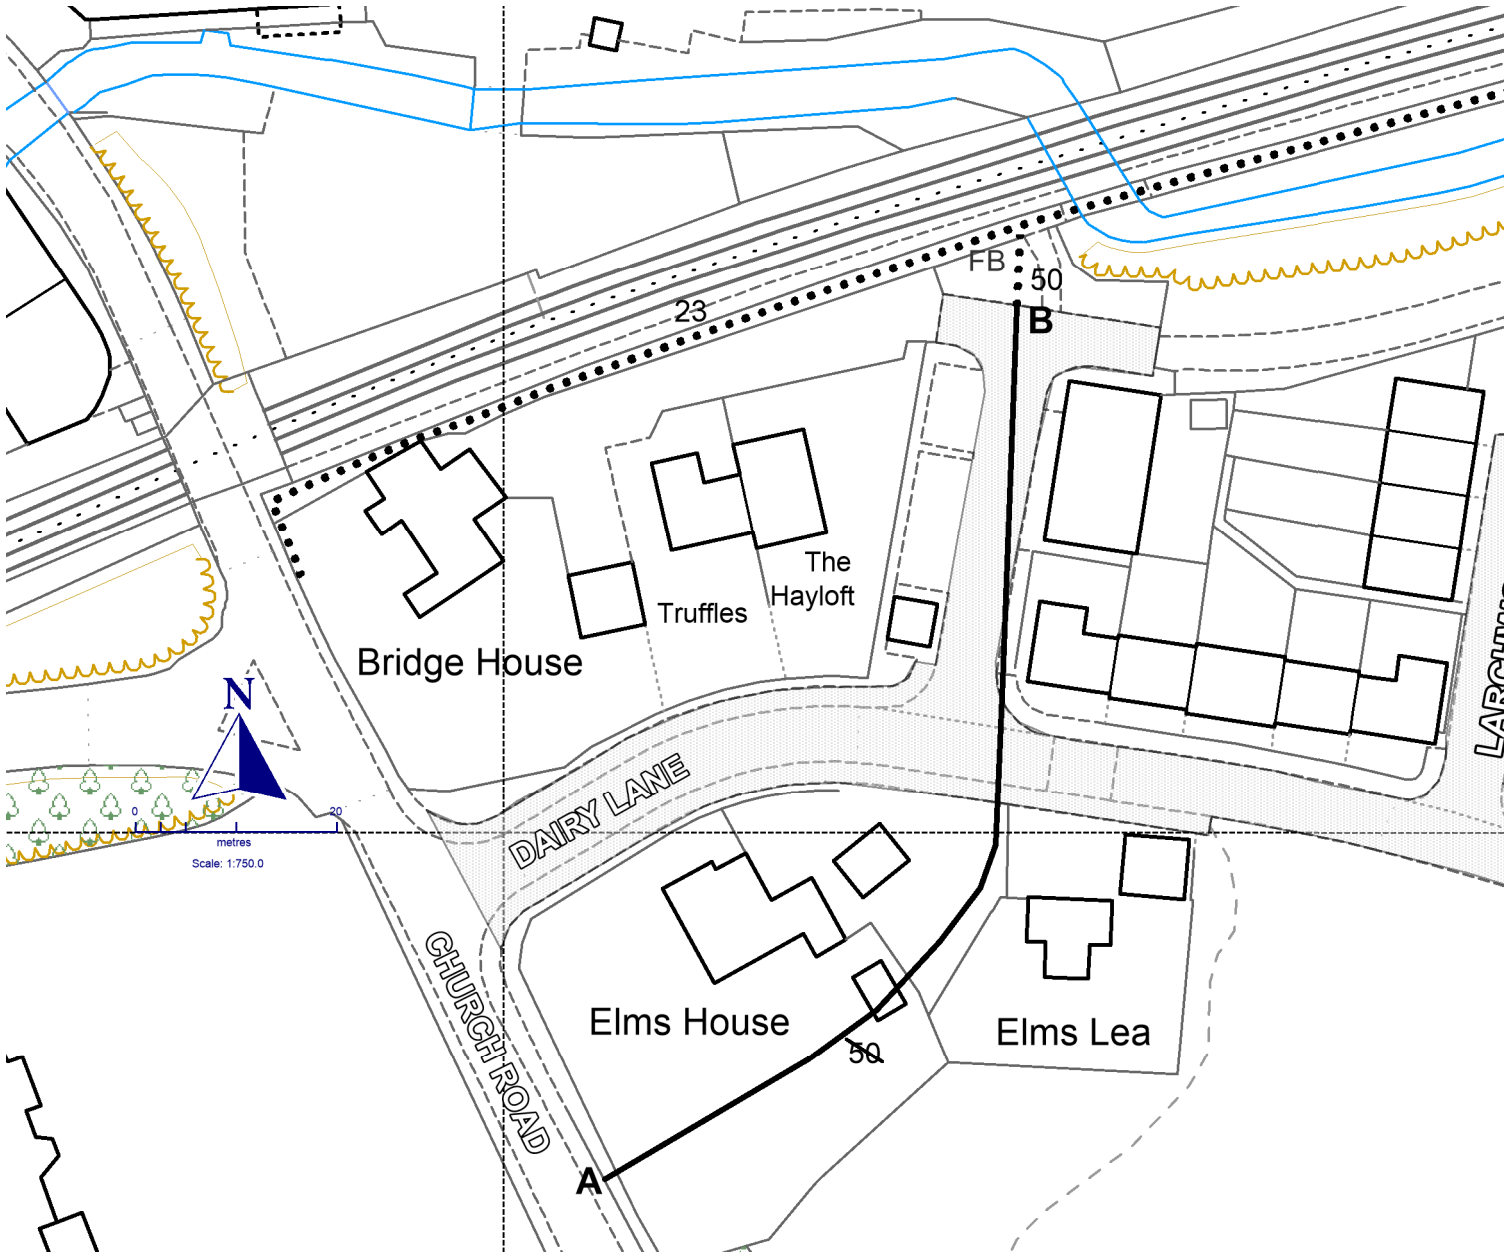 FB
50
B
23
The
Hayloft
Truffles
Bridge House
N
0
20
metres
Scale: 1:750.0
DAIRY LANE
CHURCH ROAD
Elms House
Elms Lea
50
A